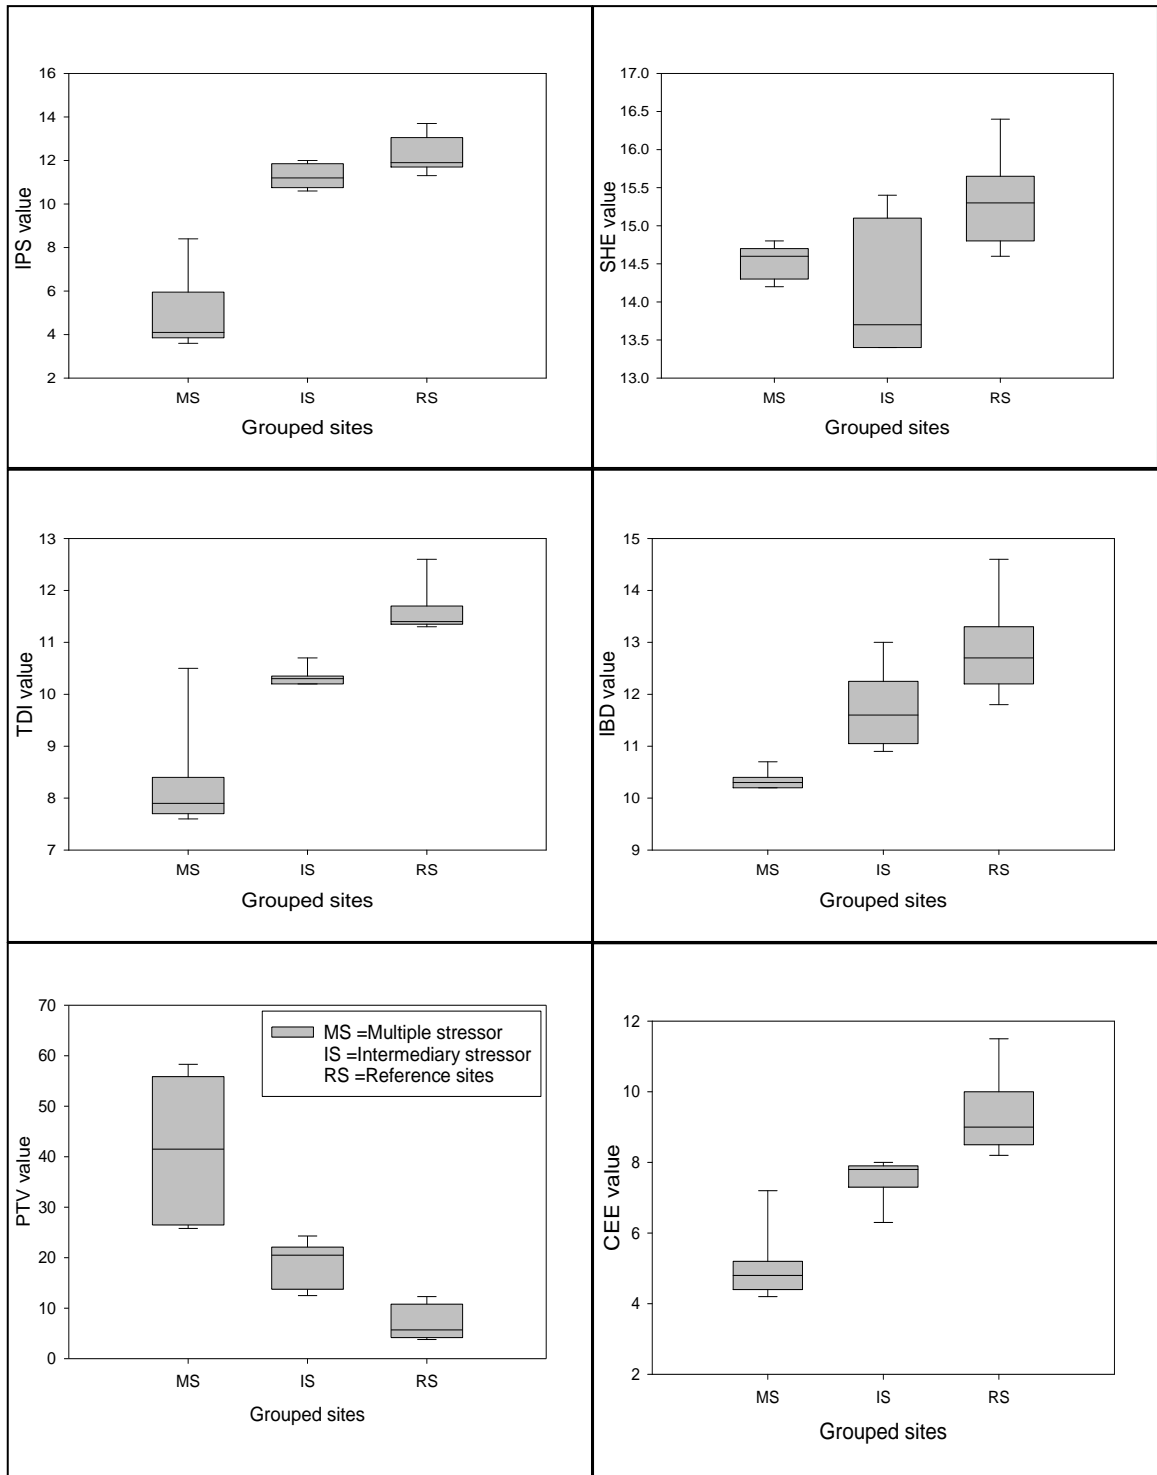 16
14
12
10
8
6
4
2
IPS value
MS IS RS
Grouped sites
17.0
16.5
16.0
15.5
15.0
14.5
14.0
13.5
13.0
SHE value
MS IS RS
Grouped sites
13
12
11
10
9
8
7
TDI value
MS IS RS
Grouped sites
15
14
13
12
11
10
9
IBD value
MS IS RS
Grouped sites
70
60
50
40
30
20
10
0
PTV value
MS =Multiple stressor
IS =Intermediary stressor
RS =Reference sites
MS IS RS
Grouped sites
12
10
8
6
4
2
CEE value
MS IS RS
Grouped sites